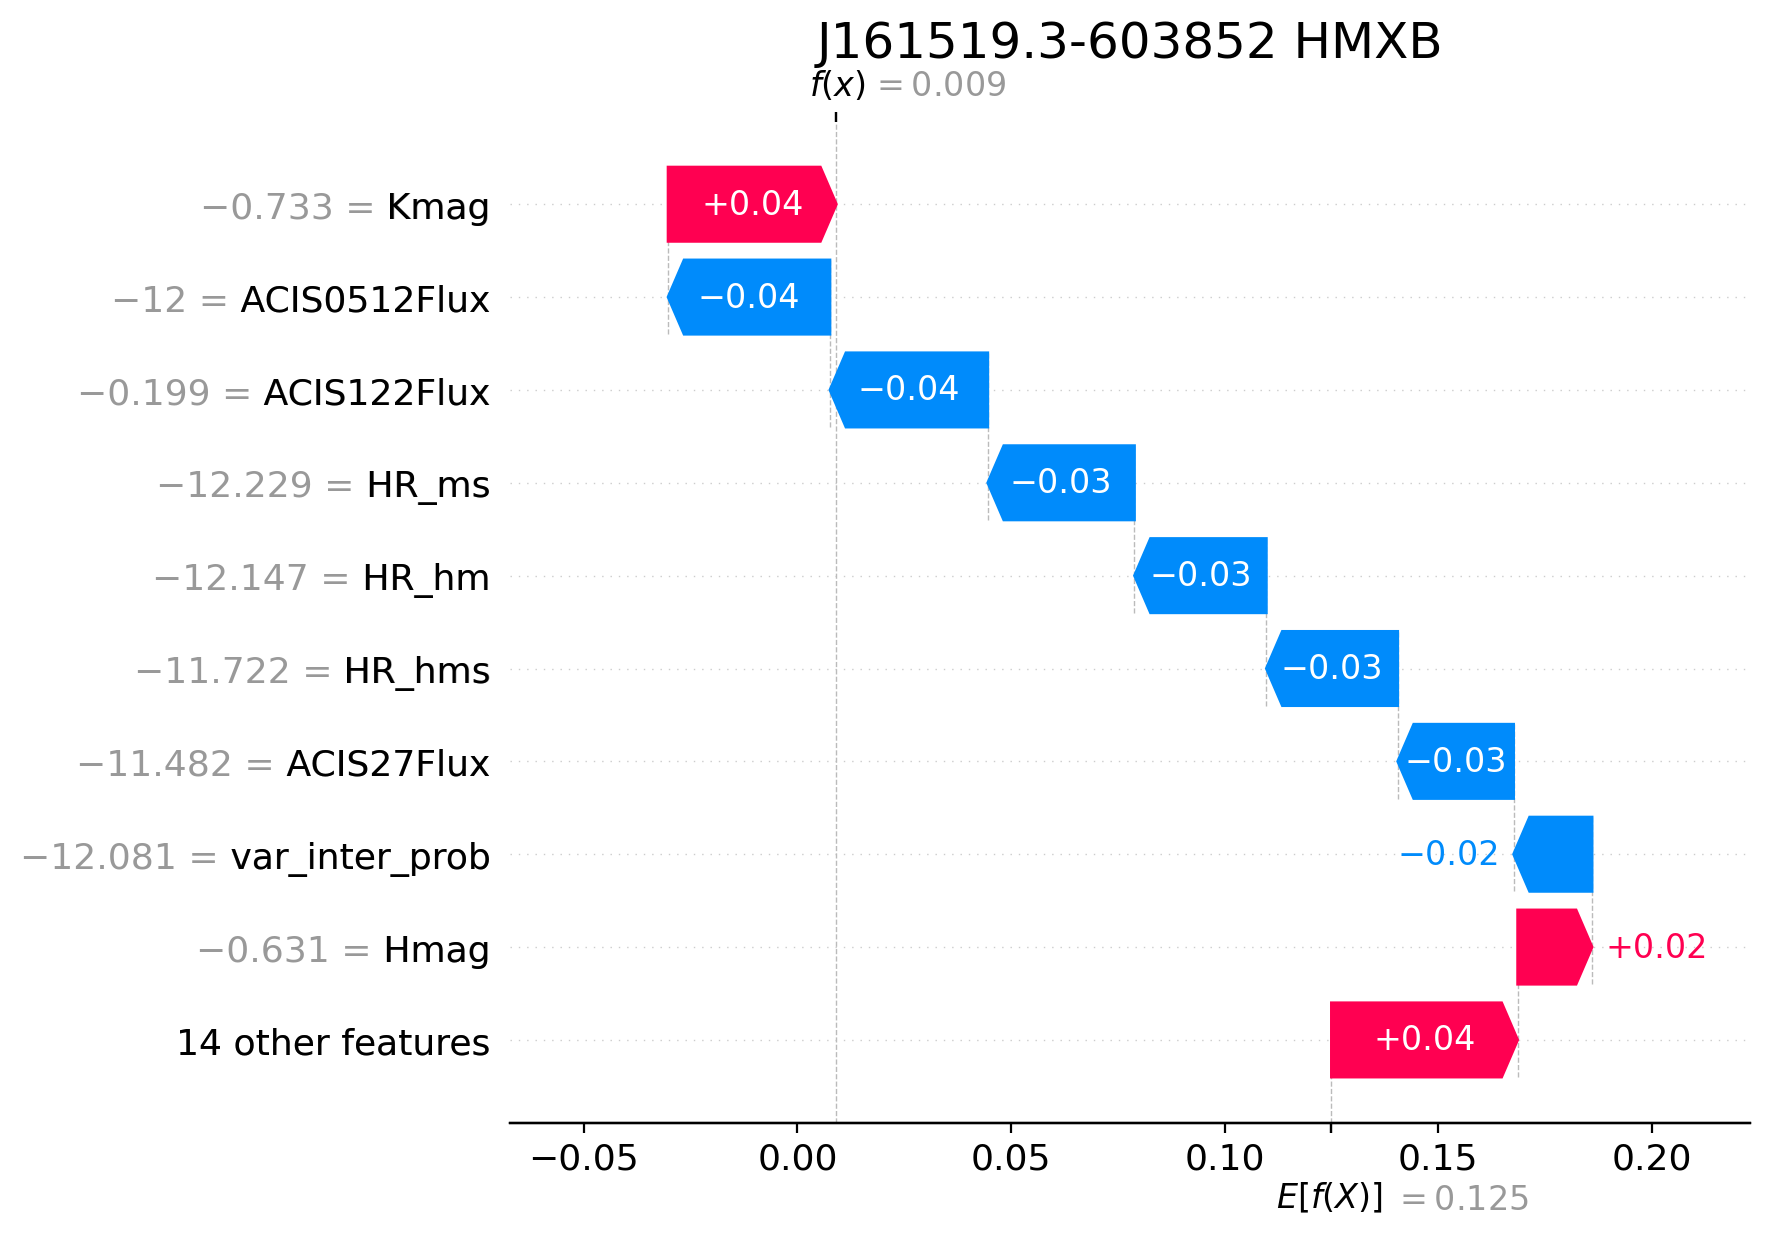 J161519.3-603852 HMXB
f(x) = 0.009
−0.733 = Kmag +0.04
−12 = ACIS0512Flux −0.04
−0.199 = ACIS122Flux −0.04
−12.229 = HR_ms −0.03
−12.147 = HR_hm −0.03
−11.722 = HR_hms −0.03
−11.482 = ACIS27Flux −0.03
−12.081 = var_inter_prob −0.02
−0.631 = Hmag +0.02
14 other features +0.04
−0.05 0.00 0.05 0.10 0.15 0.20
E[f(X)] = 0.125